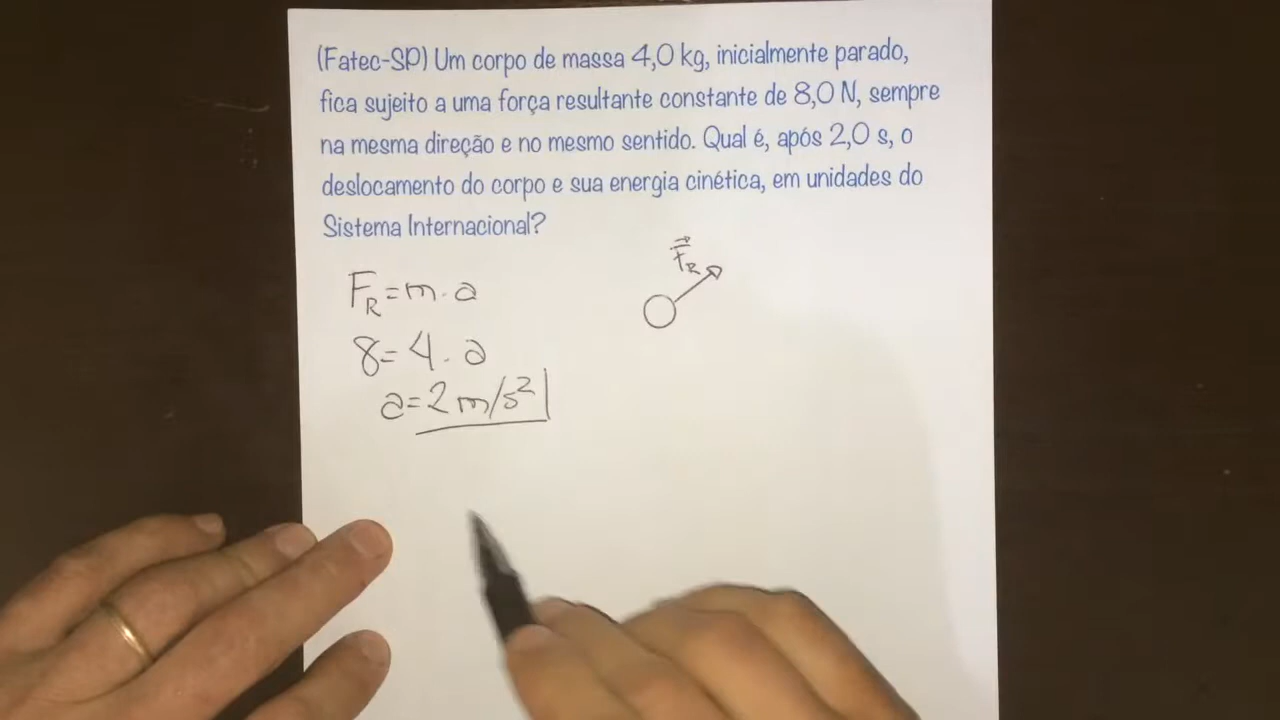 (Fatec-SP) Um corpo de massa 4,0 kg, inicialmente parado,
fica sujeito a uma força resultante constante de 8,0 N, sempre
na mesma direção e no mesmo sentido. Qual é, após 2,0 s, o
deslocamento do corpo e sua energia cinética, em unidades do
Sistema Internacional?
F⃗_R
F_R = m . a
8 = 4 . a
a = 2 m/s²